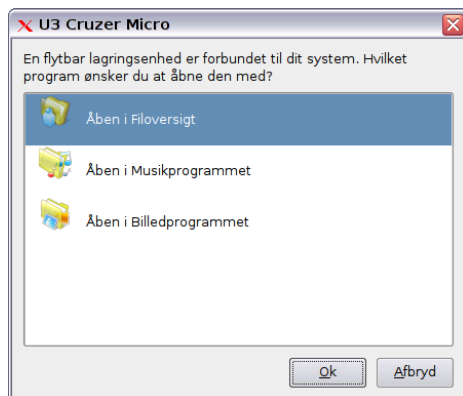 U3 Cruzer Micro
En flytbar lagringsenhed er forbundet til dit system. Hvilket
program ønsker du at åbne den med?
Åben i Filoversigt
Åben i Musikprogrammet
Åben i Billedprogrammet
Ok
Afbryd